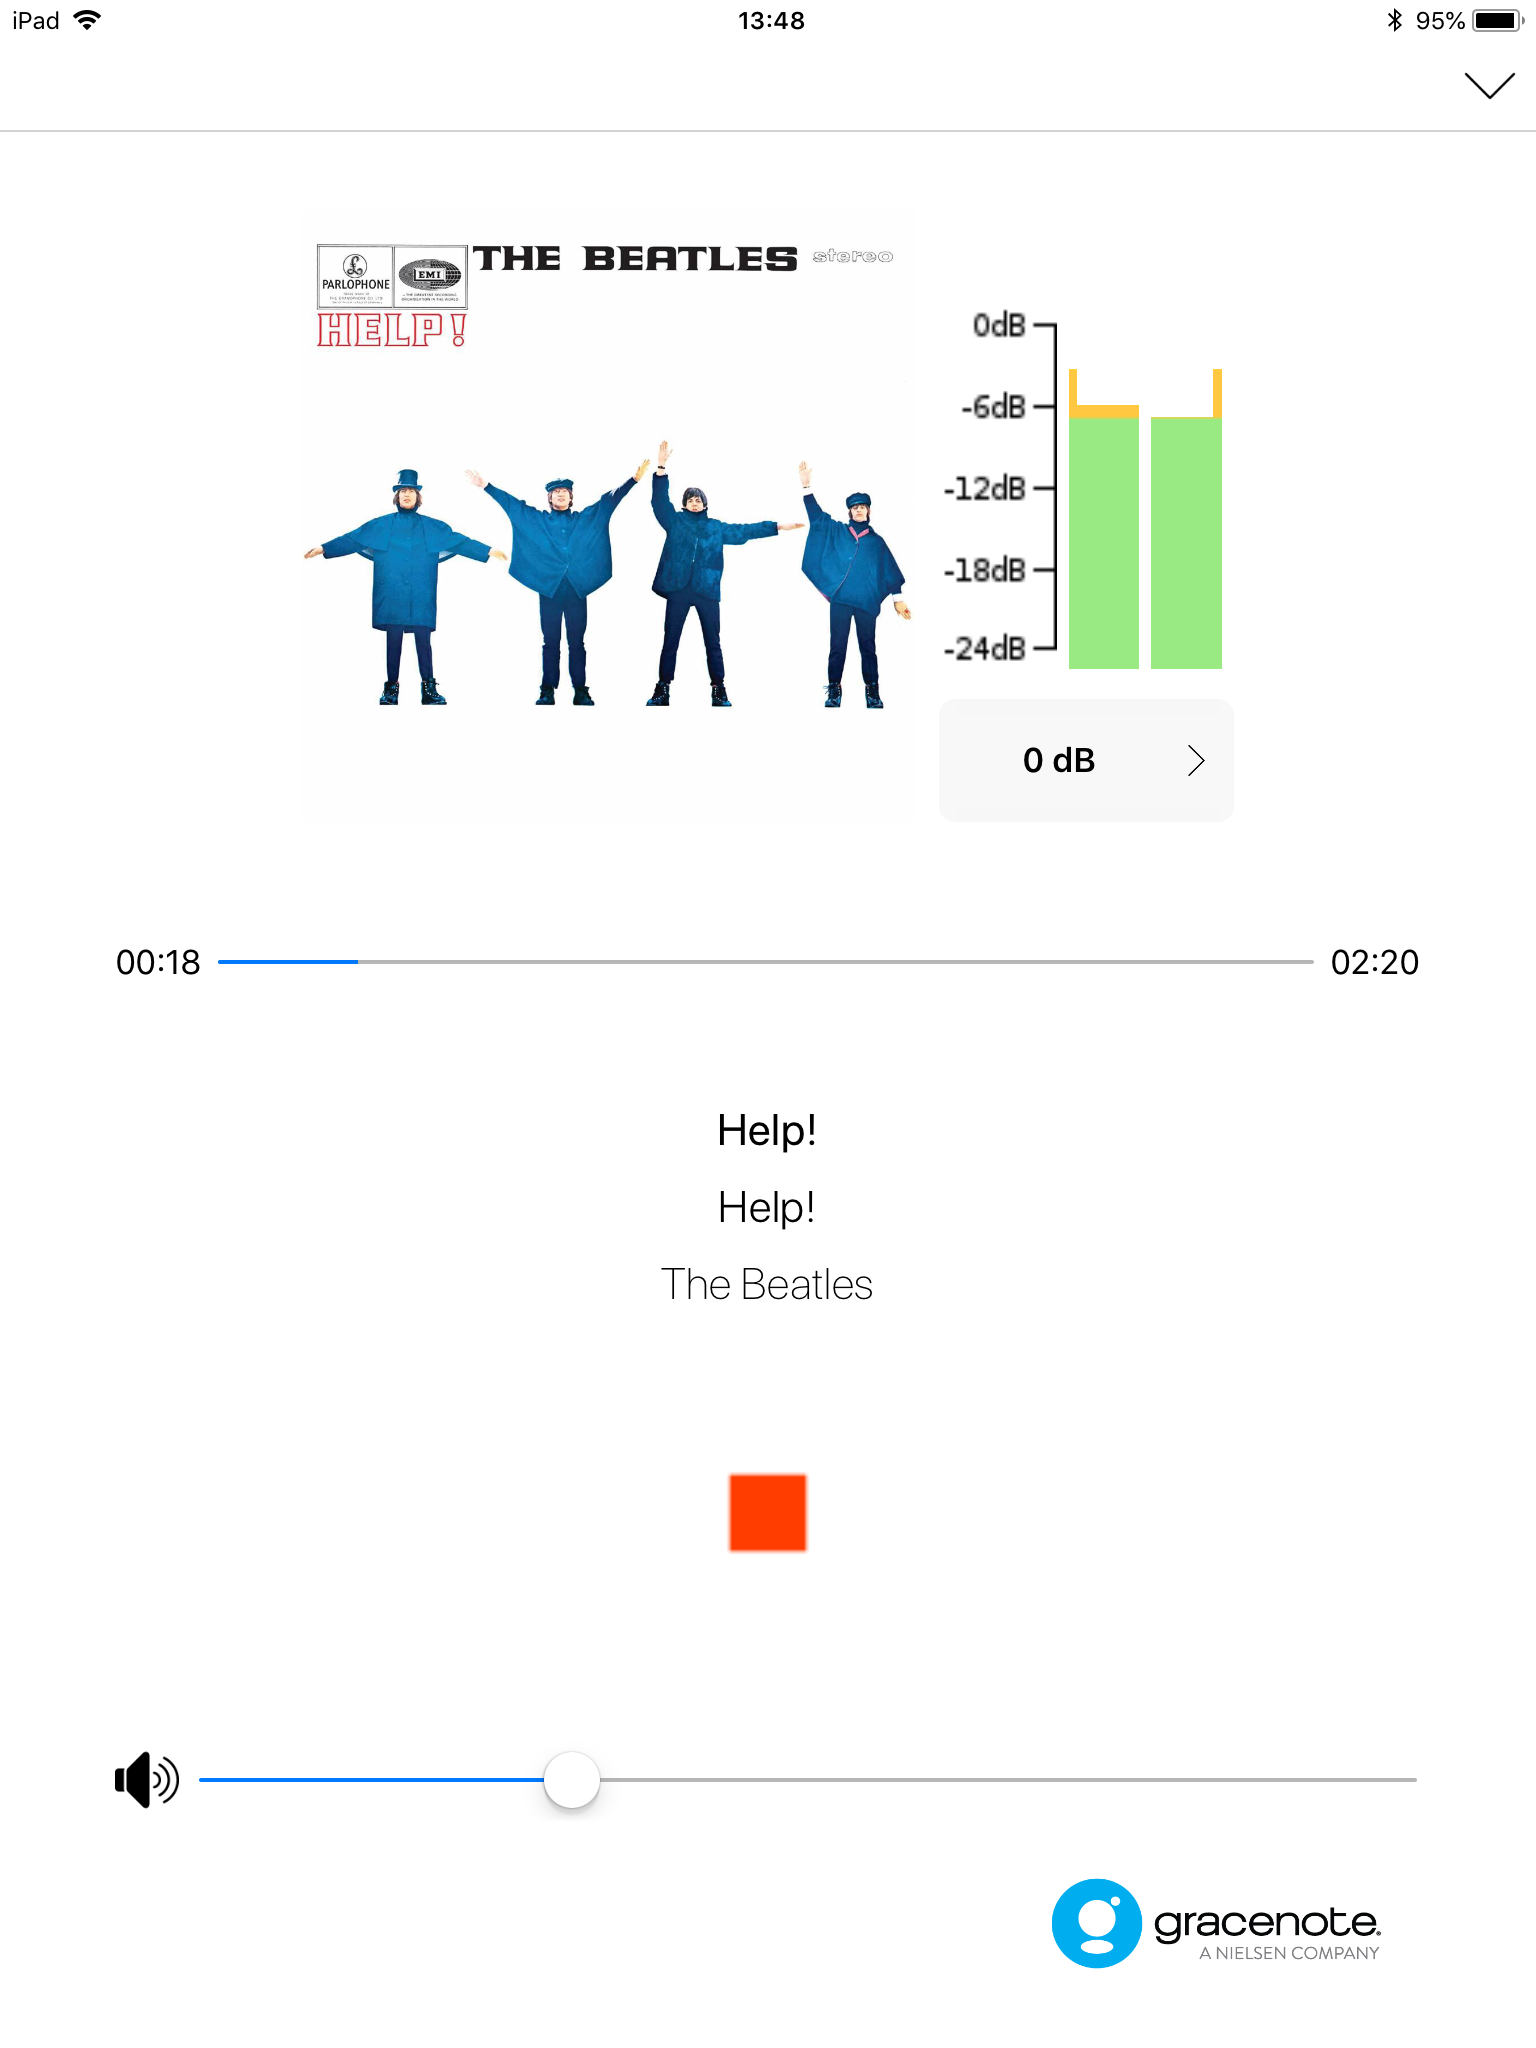 iPad 13:48 95%
THE BEATLES stereo
PARLOPHONE EMI
HELP!
0dB
-6dB
-12dB
-18dB
-24dB
0 dB
00:18 02:20
Help!
Help!
The Beatles
gracenote.
A NIELSEN COMPANY